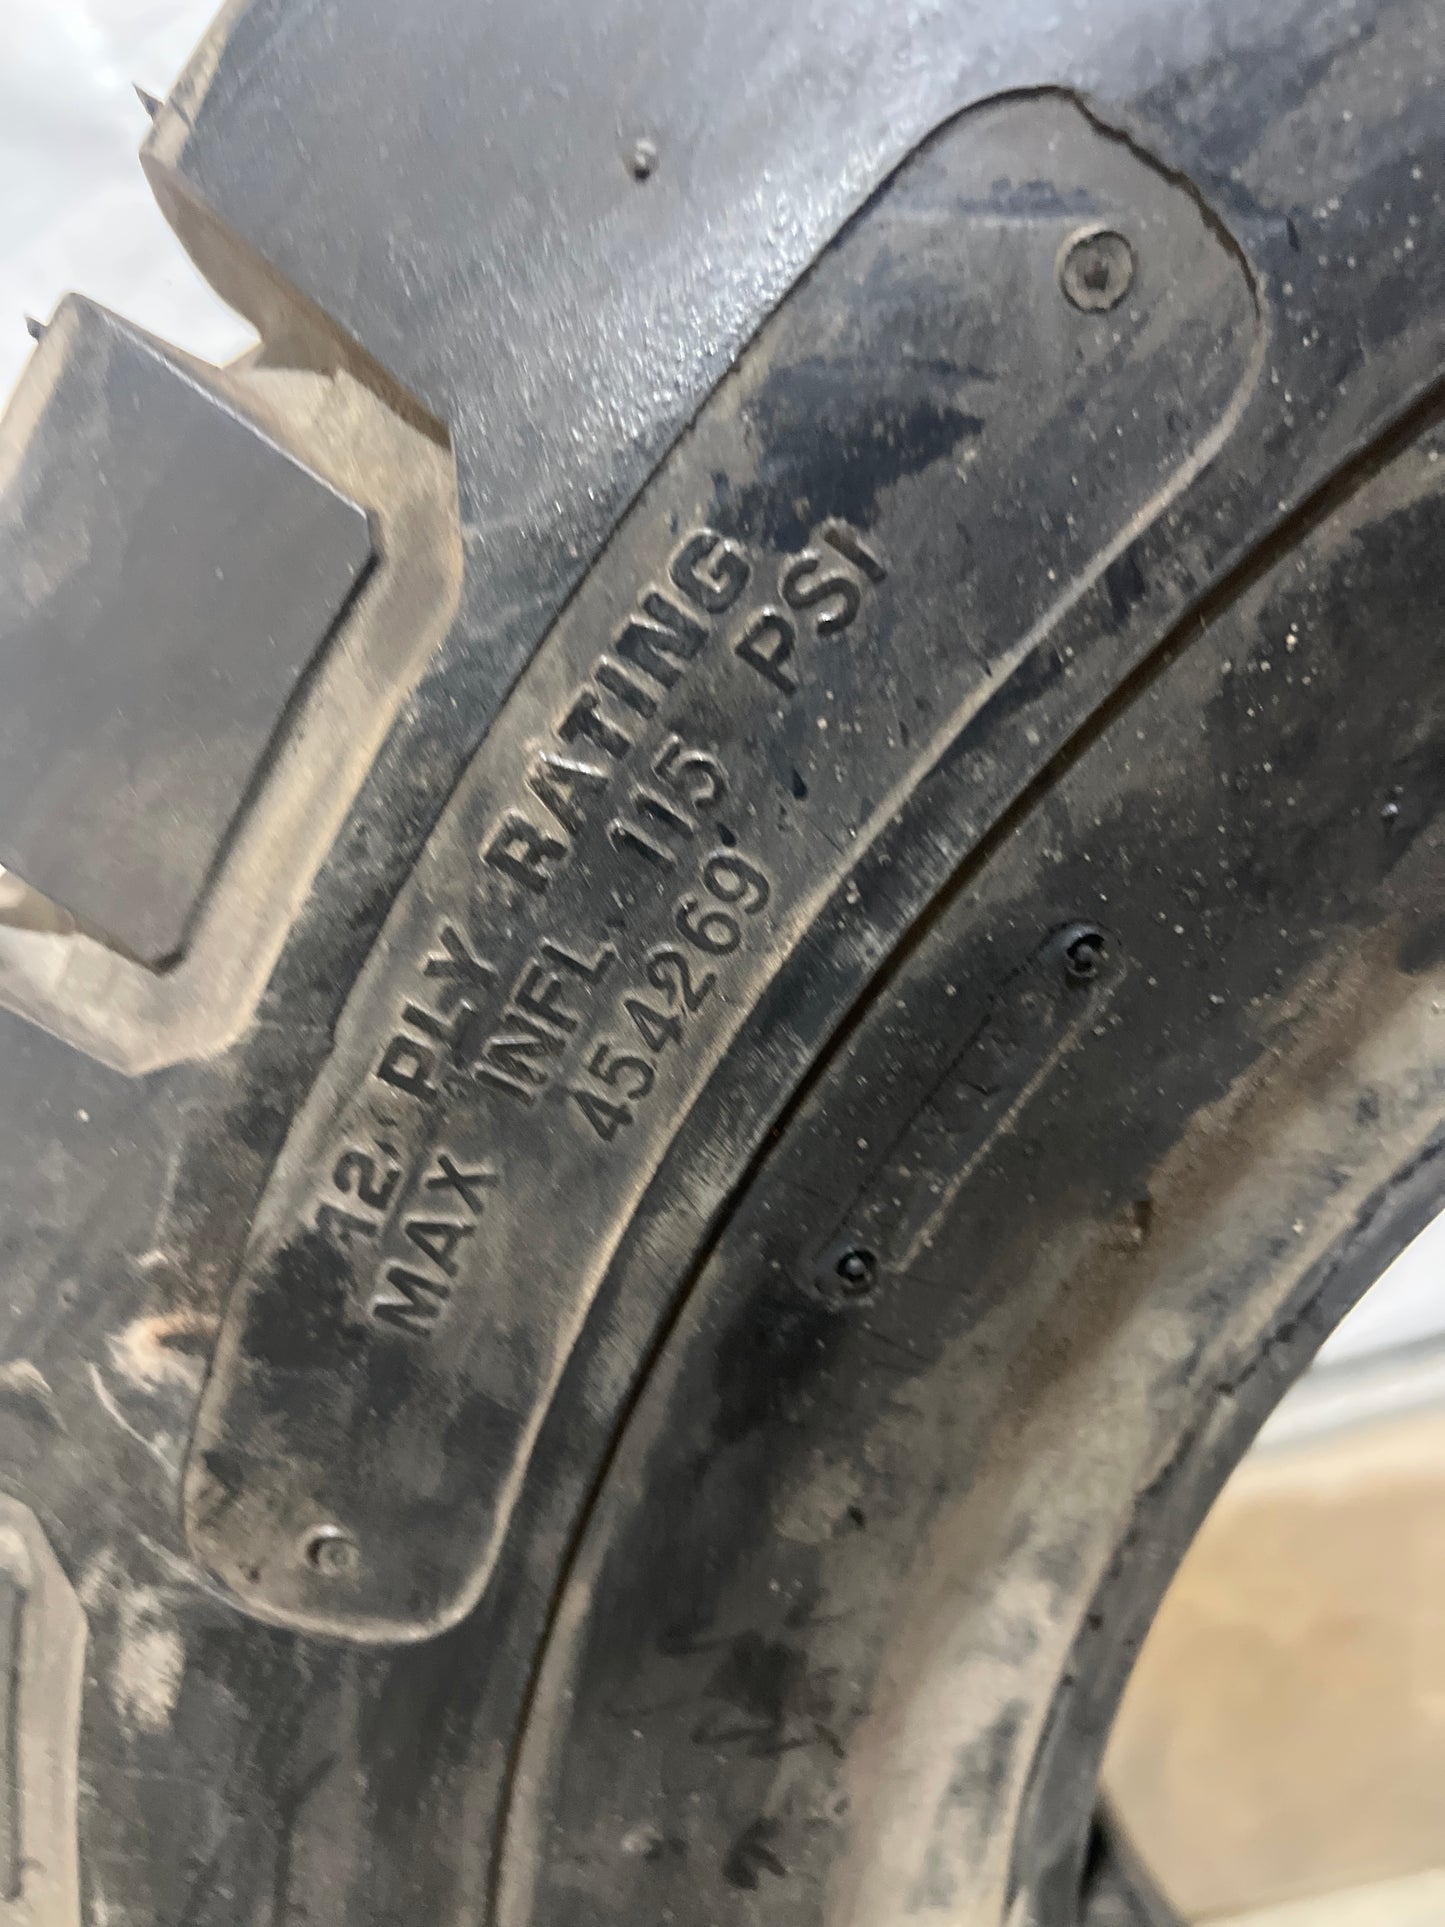 12 PLY RATING
MAX INFL. 115 PSI
454269